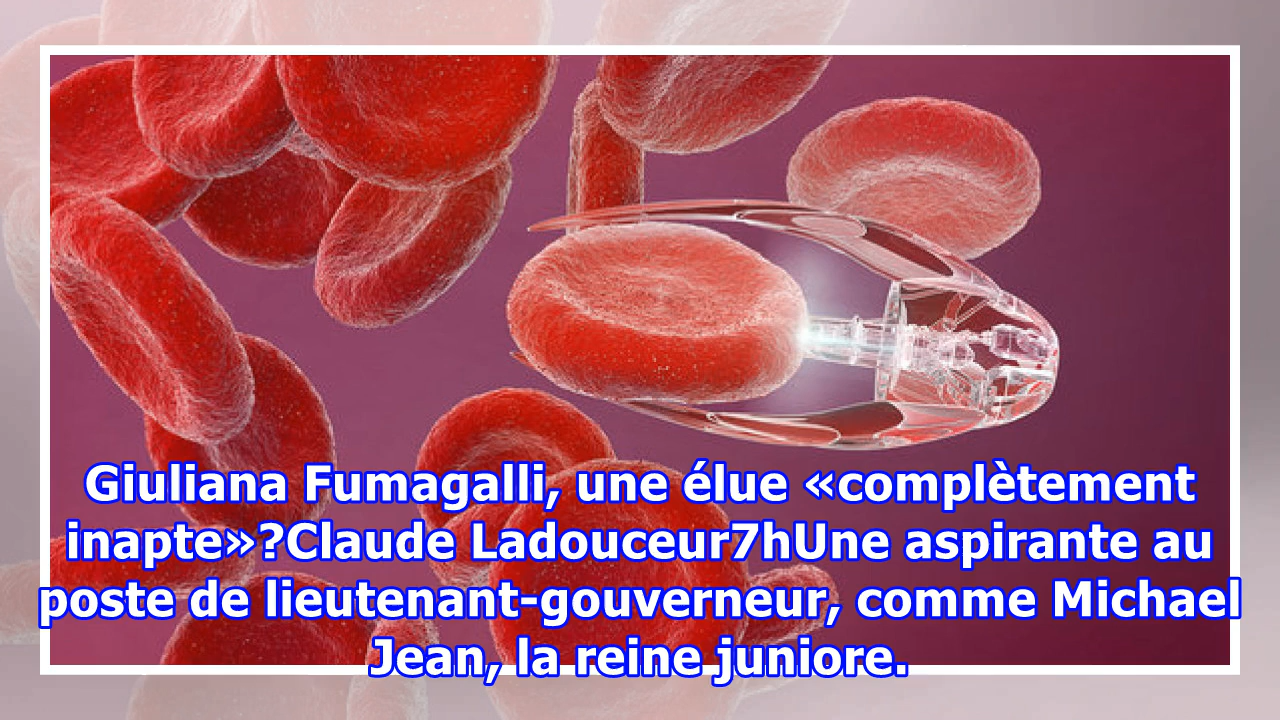 Giuliana Fumagalli, une élue «complètement
inapte»?Claude Ladouceur7hUne aspirante au
poste de lieutenant-gouverneur, comme Michael
Jean, la reine juniore.